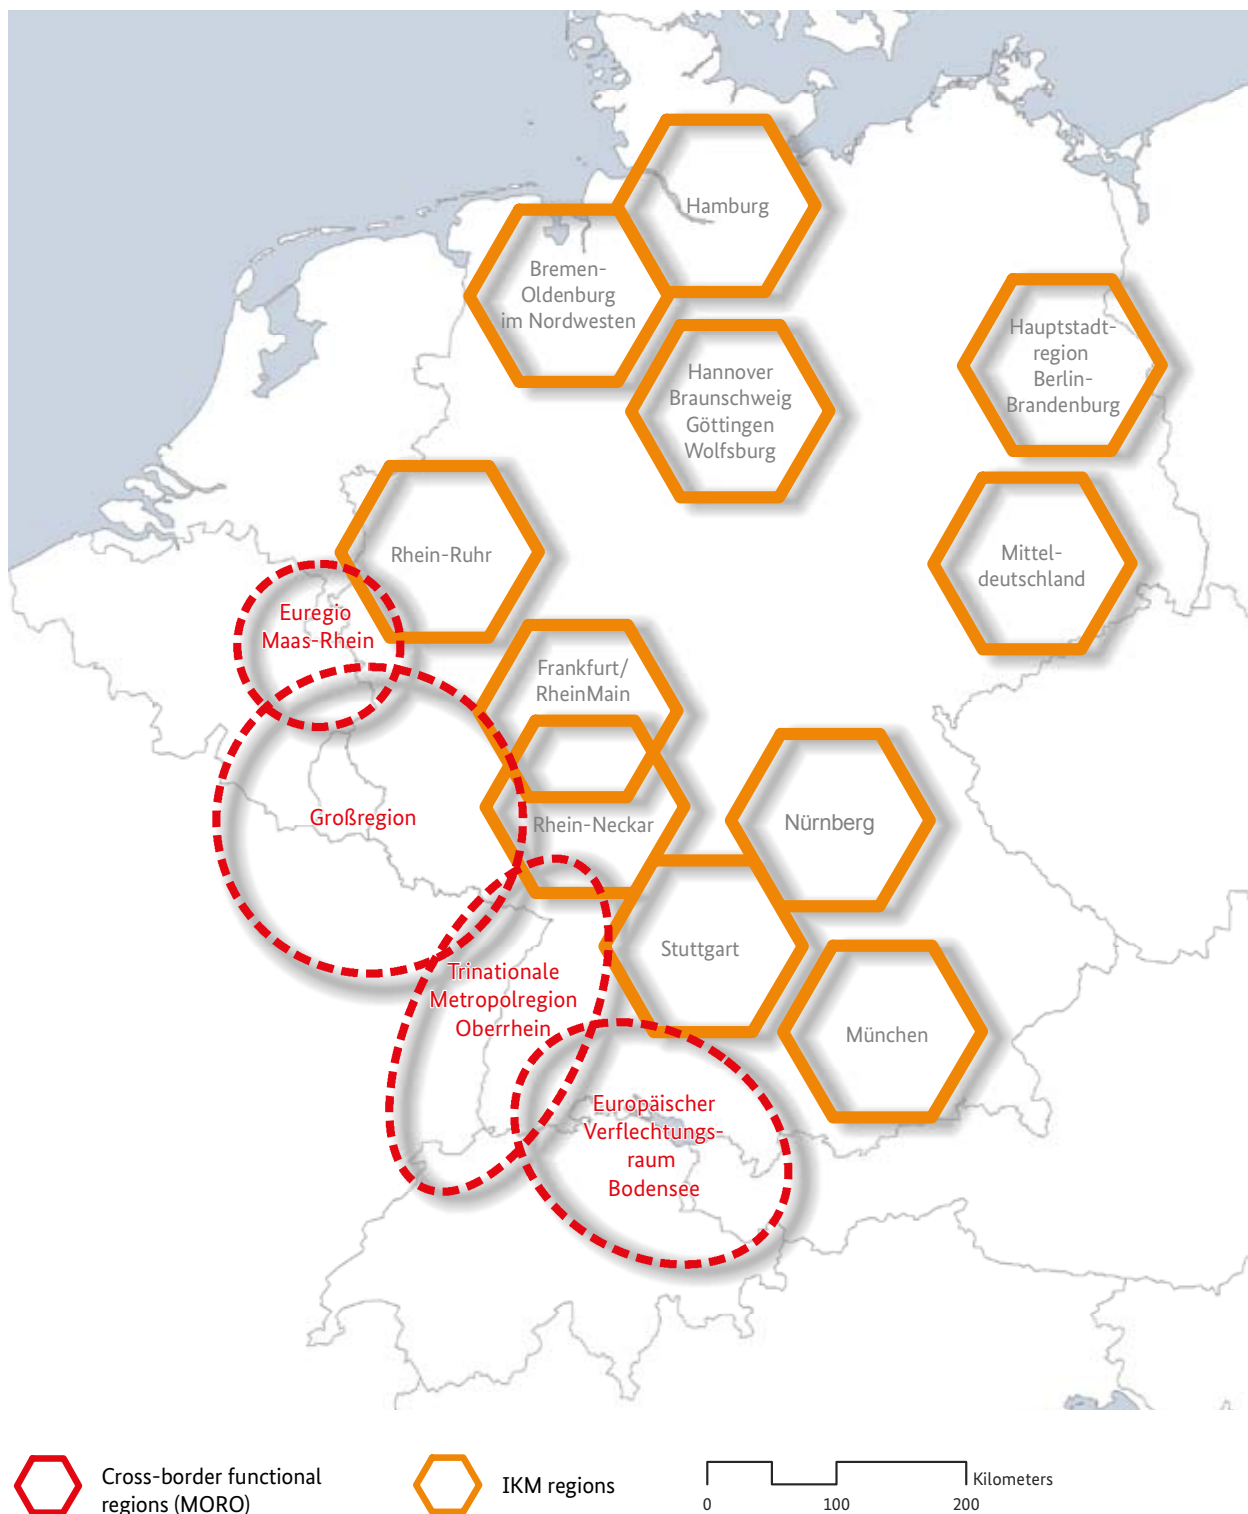 Hamburg
Bremen-
Oldenburg
im Nordwesten
Hauptstadt-
region
Berlin-
Brandenburg
Hannover
Braunschweig
Göttingen
Wolfsburg
Rhein-Ruhr
Mittel-
deutschland
Euregio
Maas-Rhein
Frankfurt/
RheinMain
Großregion
Rhein-Neckar
Nürnberg
Stuttgart
Trinationale
Metropolregion
Oberrhein
München
Europäischer
Verflechtungs-
raum
Bodensee
Cross-border functional
regions (MORO)
IKM regions
Kilometers
0 100 200